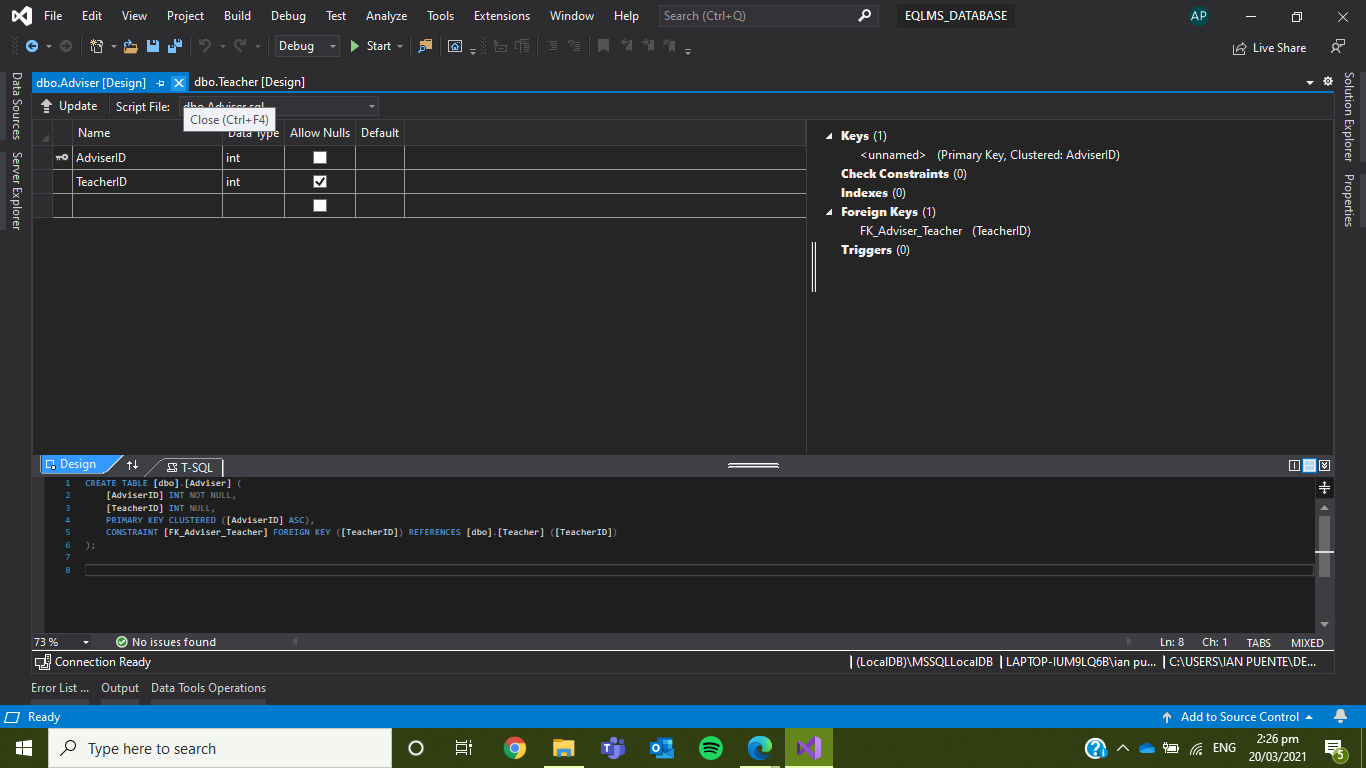 File Edit View Project Build Debug Test Analyze Tools Extensions Window Help Search (Ctrl+Q) EQLMS_DATABASE AP
Debug Start Live Share
Data Sources
Server Explorer
Solution Explorer
Properties
dbo.Adviser [Design] dbo.Teacher [Design]
Update Script File: dbo.Adviser.sql
Close (Ctrl+F4)
Name Data Type Allow Nulls Default
AdviserID int
TeacherID int
Keys (1)
<unnamed> (Primary Key, Clustered: AdviserID)
Check Constraints (0)
Indexes (0)
Foreign Keys (1)
FK_Adviser_Teacher (TeacherID)
Triggers (0)
Design T-SQL
1 CREATE TABLE [dbo].[Adviser] (
2 [AdviserID] INT NOT NULL,
3 [TeacherID] INT NULL,
4 PRIMARY KEY CLUSTERED ([AdviserID] ASC),
5 CONSTRAINT [FK_Adviser_Teacher] FOREIGN KEY ([TeacherID]) REFERENCES [dbo].[Teacher] ([TeacherID])
6 );
7
8
73 % No issues found Ln: 8 Ch: 1 TABS MIXED
Connection Ready (LocalDB)\MSSQLLocalDB LAPTOP-IUM9LQ6B\ian pu... C:\USERS\IAN PUENTE\DE...
Error List ... Output Data Tools Operations
Ready Add to Source Control
Type here to search ENG 2:26 pm
20/03/2021 5